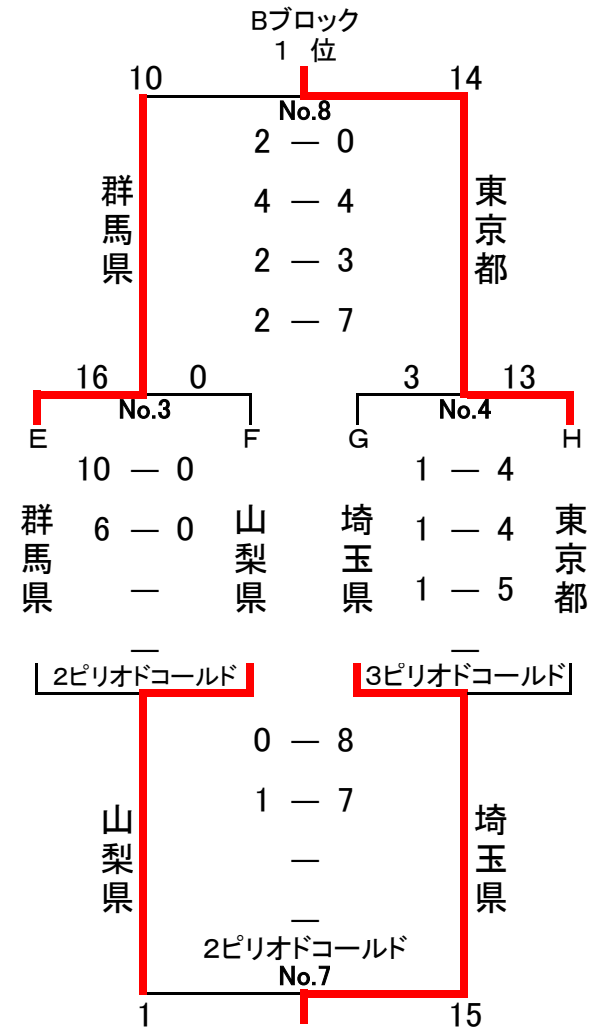 Bブロック
1 位
10 14
No.8
2 — 0
4 — 4
2 — 3
2 — 7
群馬県
東京都
16 0 3 13
No.3 No.4
E F G H
10 — 0 1 — 4
6 — 0 1 — 4
— 1 — 5
— —
群馬県
山梨県
埼玉県
東京都
2ピリオドコールド 3ピリオドコールド
0 — 8
1 — 7
—
—
山梨県
埼玉県
2ピリオドコールド
No.7
1 15